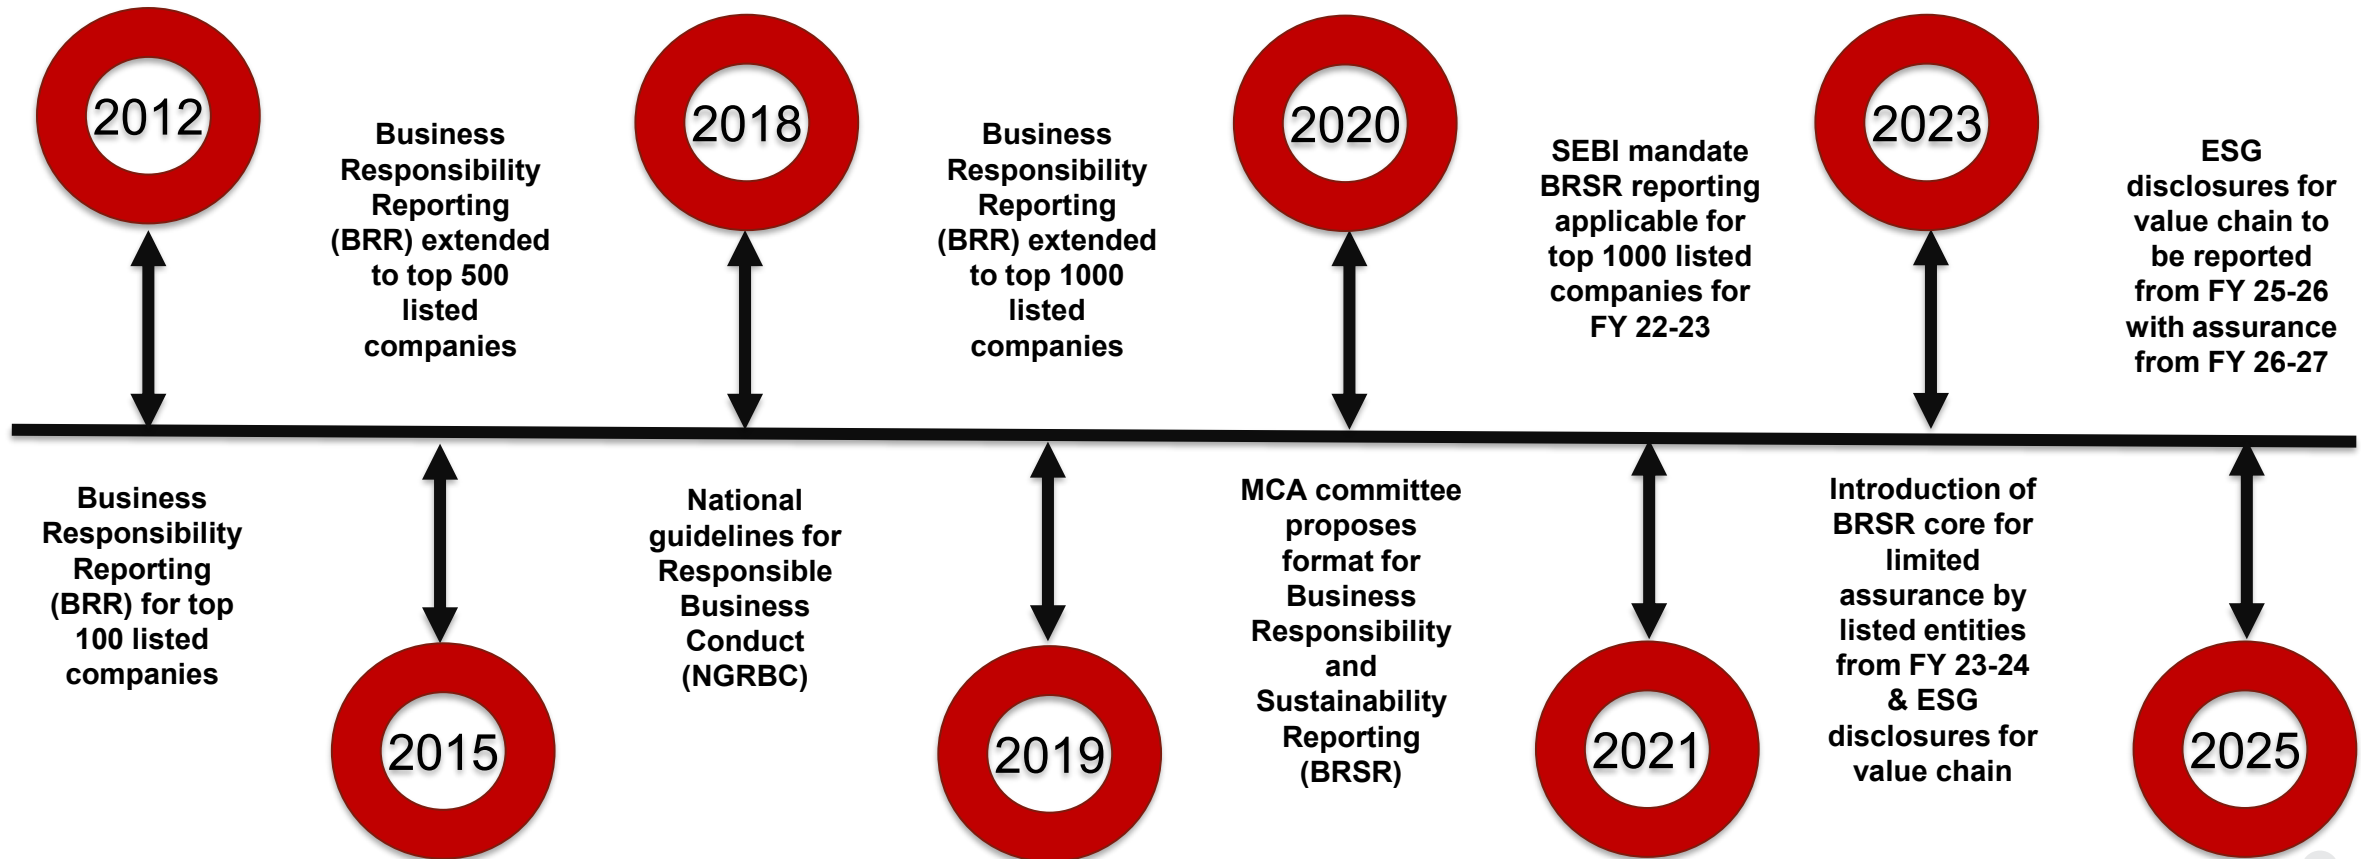 2012
Business
Responsibility
Reporting
(BRR) for top
100 listed
companies
Business
Responsibility
Reporting
(BRR) extended
to top 500
listed
companies
2015
2018
National
guidelines for
Responsible
Business
Conduct
(NGRBC)
Business
Responsibility
Reporting
(BRR) extended
to top 1000
listed
companies
2019
2020
MCA committee
proposes
format for
Business
Responsibility
and
Sustainability
Reporting
(BRSR)
SEBI mandate
BRSR reporting
applicable for
top 1000 listed
companies for
FY 22-23
2021
2023
Introduction of
BRSR core for
limited
assurance by
listed entities
from FY 23-24
& ESG
disclosures for
value chain
ESG
disclosures for
value chain to
be reported
from FY 25-26
with assurance
from FY 26-27
2025